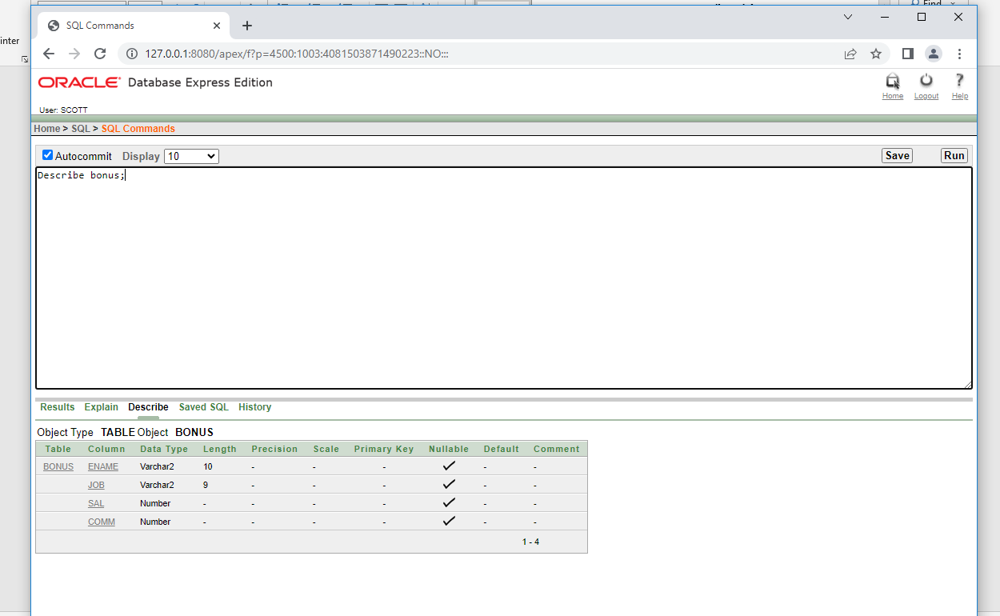 Find
inter
SQL Commands
127.0.0.1:8080/apex/f?p=4500:1003:4081503871490223::NO:::
ORACLE® Database Express Edition
Home Logout Help
User: SCOTT
Home > SQL > SQL Commands
Autocommit Display 10 Save Run
Describe bonus;
Results Explain Describe Saved SQL History
Object Type TABLE Object BONUS
Table Column Data Type Length Precision Scale Primary Key Nullable Default Comment
BONUS ENAME Varchar2 10 - - - ✓ - -
JOB Varchar2 9 - - - ✓ - -
SAL Number - - - - ✓ - -
COMM Number - - - - ✓ - -
1 - 4